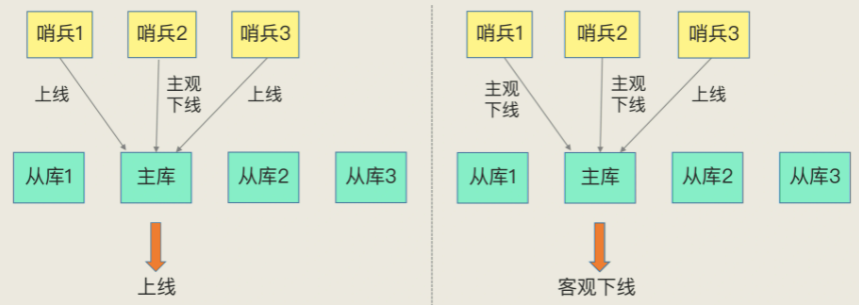 哨兵1
哨兵2
哨兵3
上线
主观
下线
上线
从库1
主库
从库2
从库3
上线
哨兵1
哨兵2
哨兵3
主观
下线
主观
下线
上线
从库1
主库
从库2
从库3
客观下线